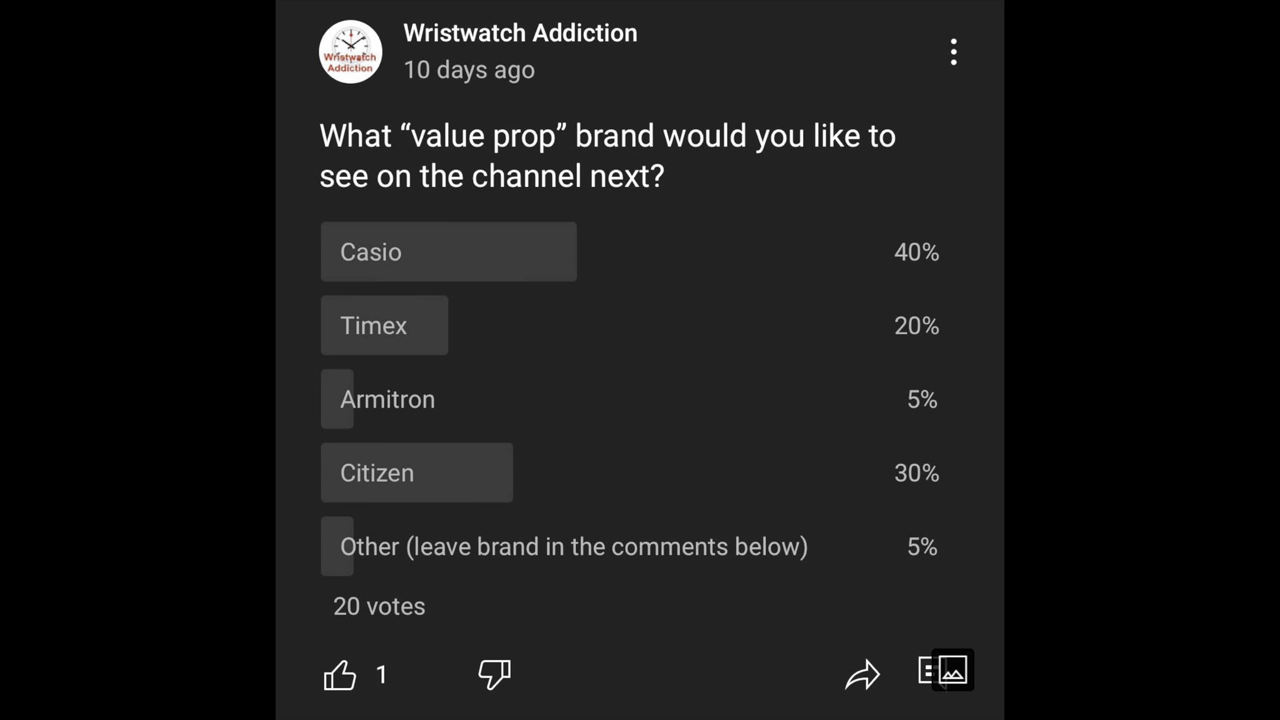 Wristwatch Addiction
10 days ago
Wristwatch
Addiction
What “value prop” brand would you like to
see on the channel next?
Casio 40%
Timex 20%
Armitron 5%
Citizen 30%
Other (leave brand in the comments below) 5%
20 votes
1